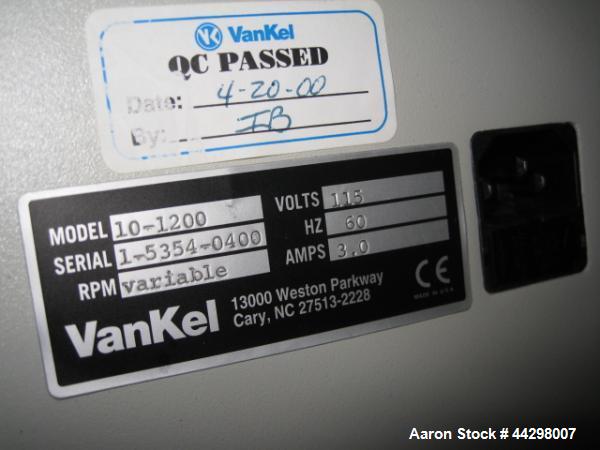 VanKel
QC PASSED
Date: 4-20-00
By: IB
MODEL 10-1200
SERIAL 1-5354-0400
RPM variable
VOLTS 115
HZ 60
AMPS 3.0
VanKel
13000 Weston Parkway
Cary, NC 27513-2228
CE
MADE IN U.S.A.
Aaron Stock # 44298007